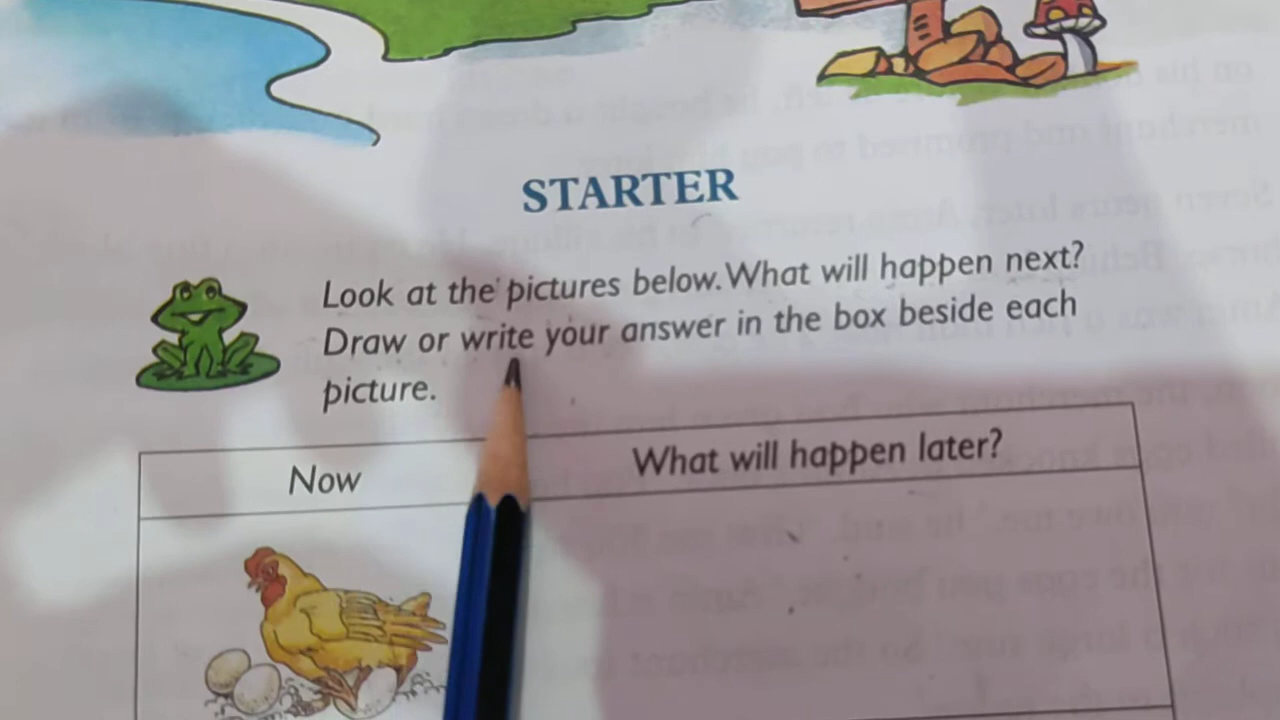 STARTER
Look at the pictures below. What will happen next?
Draw or write your answer in the box beside each
picture.
Now
What will happen later?